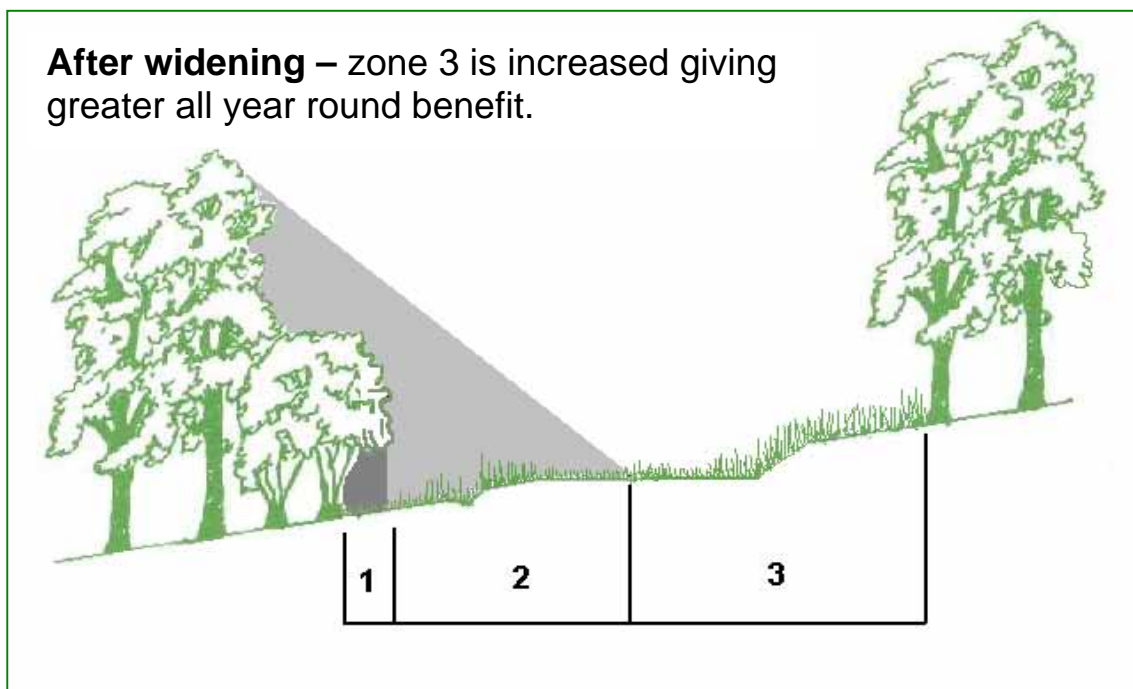 After widening – zone 3 is increased giving
greater all year round benefit.
1 2 3